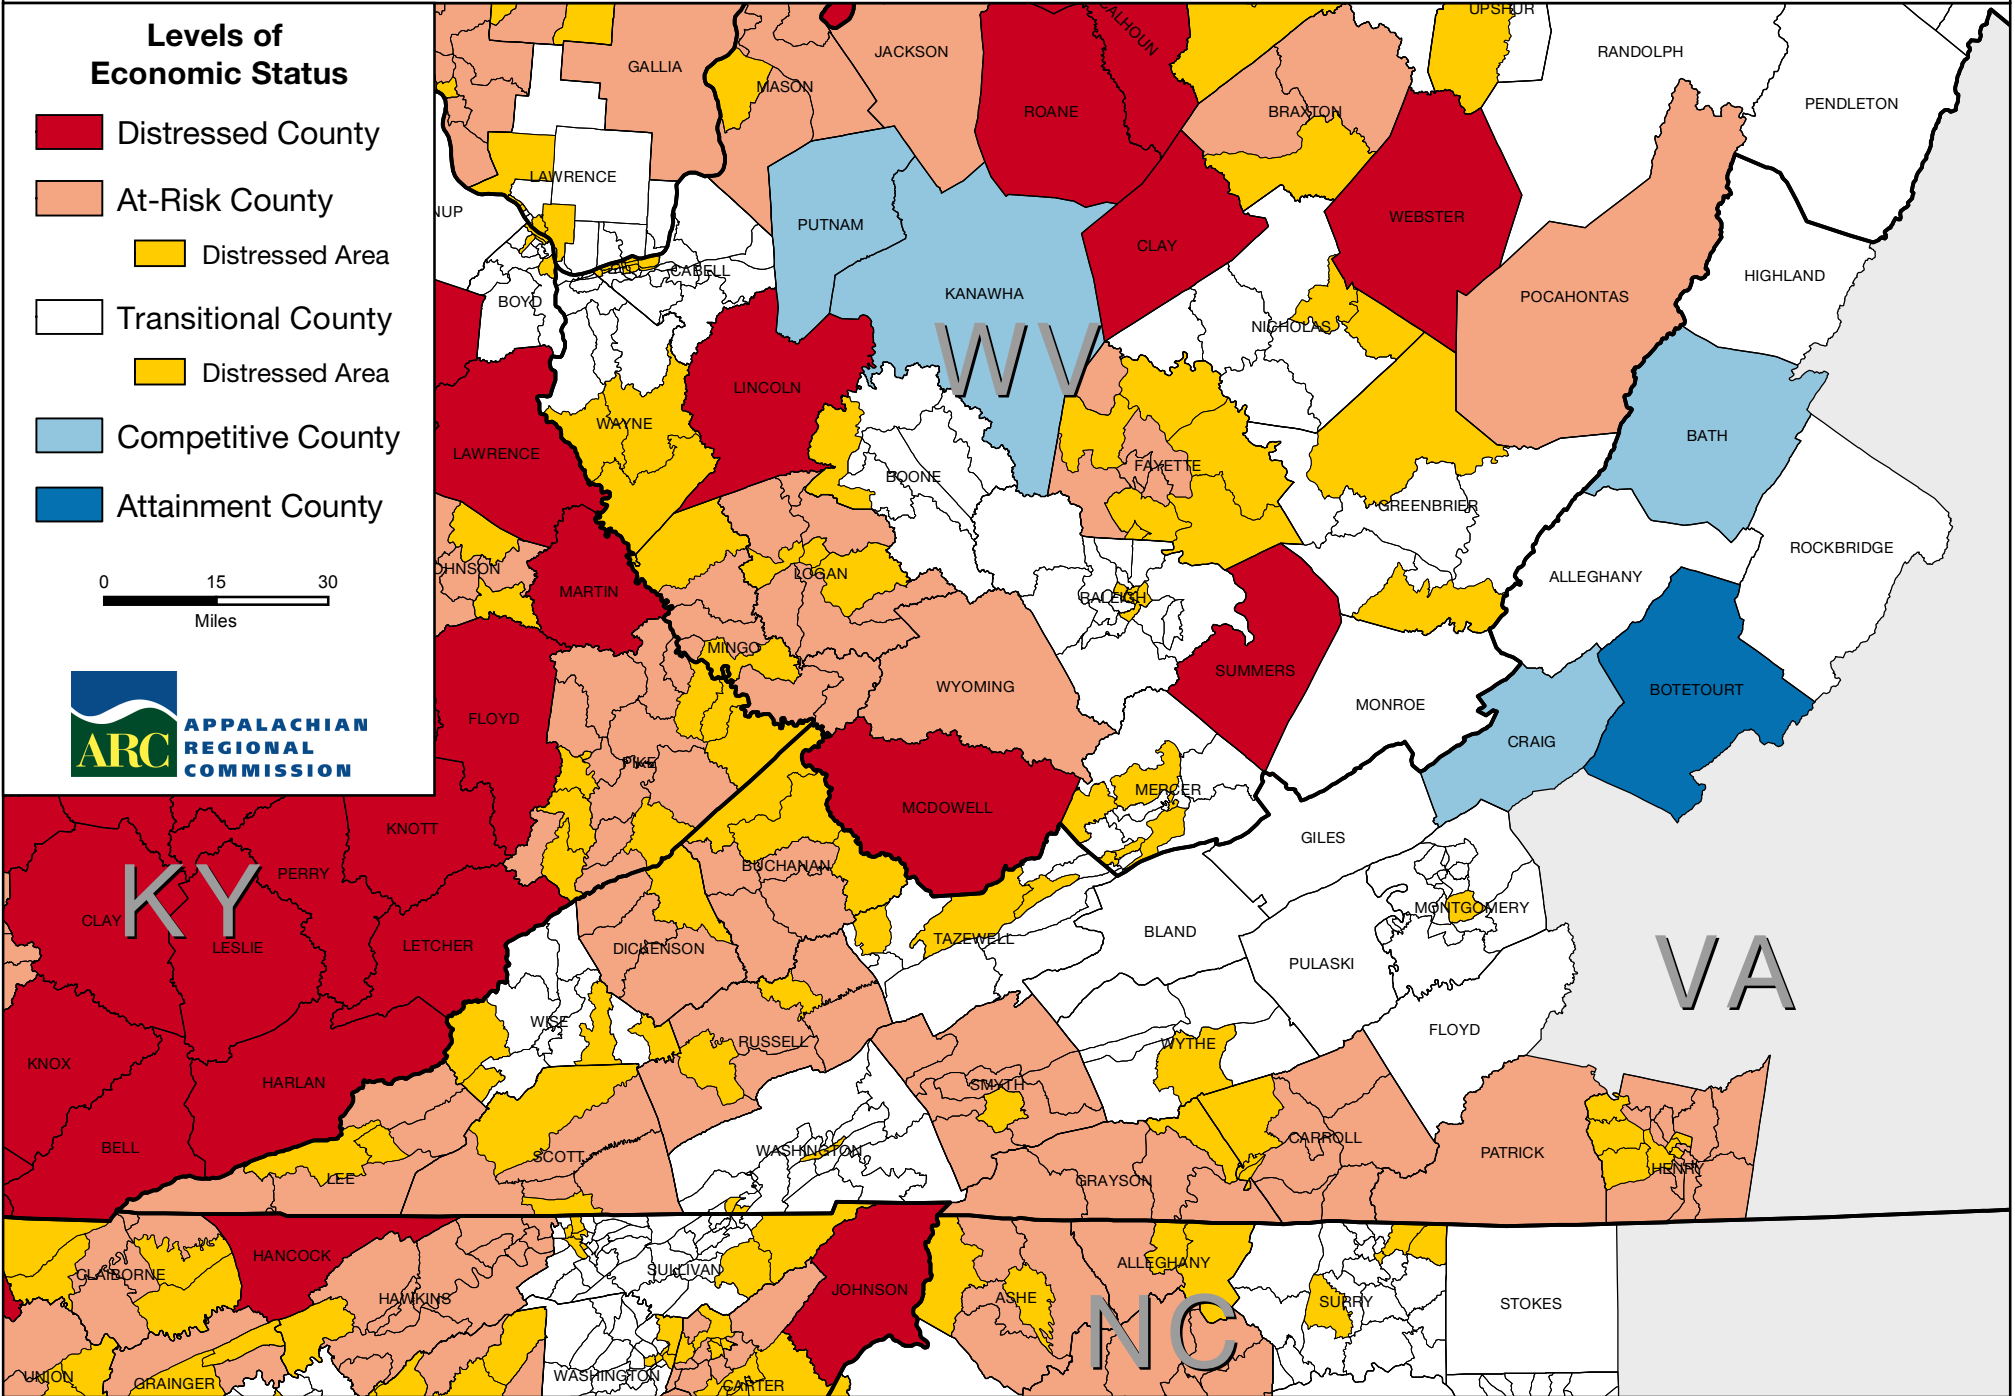 Levels of
Economic Status
Distressed County
At-Risk County
Distressed Area
Transitional County
Distressed Area
Competitive County
Attainment County
0 15 30
Miles
ARC
APPALACHIAN
REGIONAL
COMMISSION
UPSHUR
CALHOUN
RANDOLPH
JACKSON
GALLIA
MASON
PENDLETON
ROANE
BRAXTON
LAWRENCE
NUP
PUTNAM
WEBSTER
CLAY
CABELL
HIGHLAND
BOYD
KANAWHA
POCAHONTAS
NICHOLAS
WV
LINCOLN
WAYNE
BATH
LAWRENCE
FAYETTE
BOONE
GREENBRIER
ROCKBRIDGE
OHNSON
LOGAN
ALLEGHANY
MARTIN
RALEIGH
MINGO
SUMMERS
WYOMING
BOTETOURT
MONROE
FLOYD
CRAIG
PIKE
MERCER
MCDOWELL
KNOTT
GILES
PERRY
BUCHANAN
KY
CLAY
MONTGOMERY
LESLIE
LETCHER
DICKENSON
TAZEWELL
BLAND
PULASKI
VA
WISE
RUSSELL
WYTHE
FLOYD
KNOX
HARLAN
SMYTH
BELL
WASHINGTON
CARROLL
PATRICK
SCOTT
LEE
GRAYSON
HENRY
HANCOCK
CLAIBORNE
SULLIVAN
ALLEGHANY
JOHNSON
HAWKINS
ASHE
SURRY
STOKES
NC
UNION
GRAINGER
WASHINGTON
CARTER